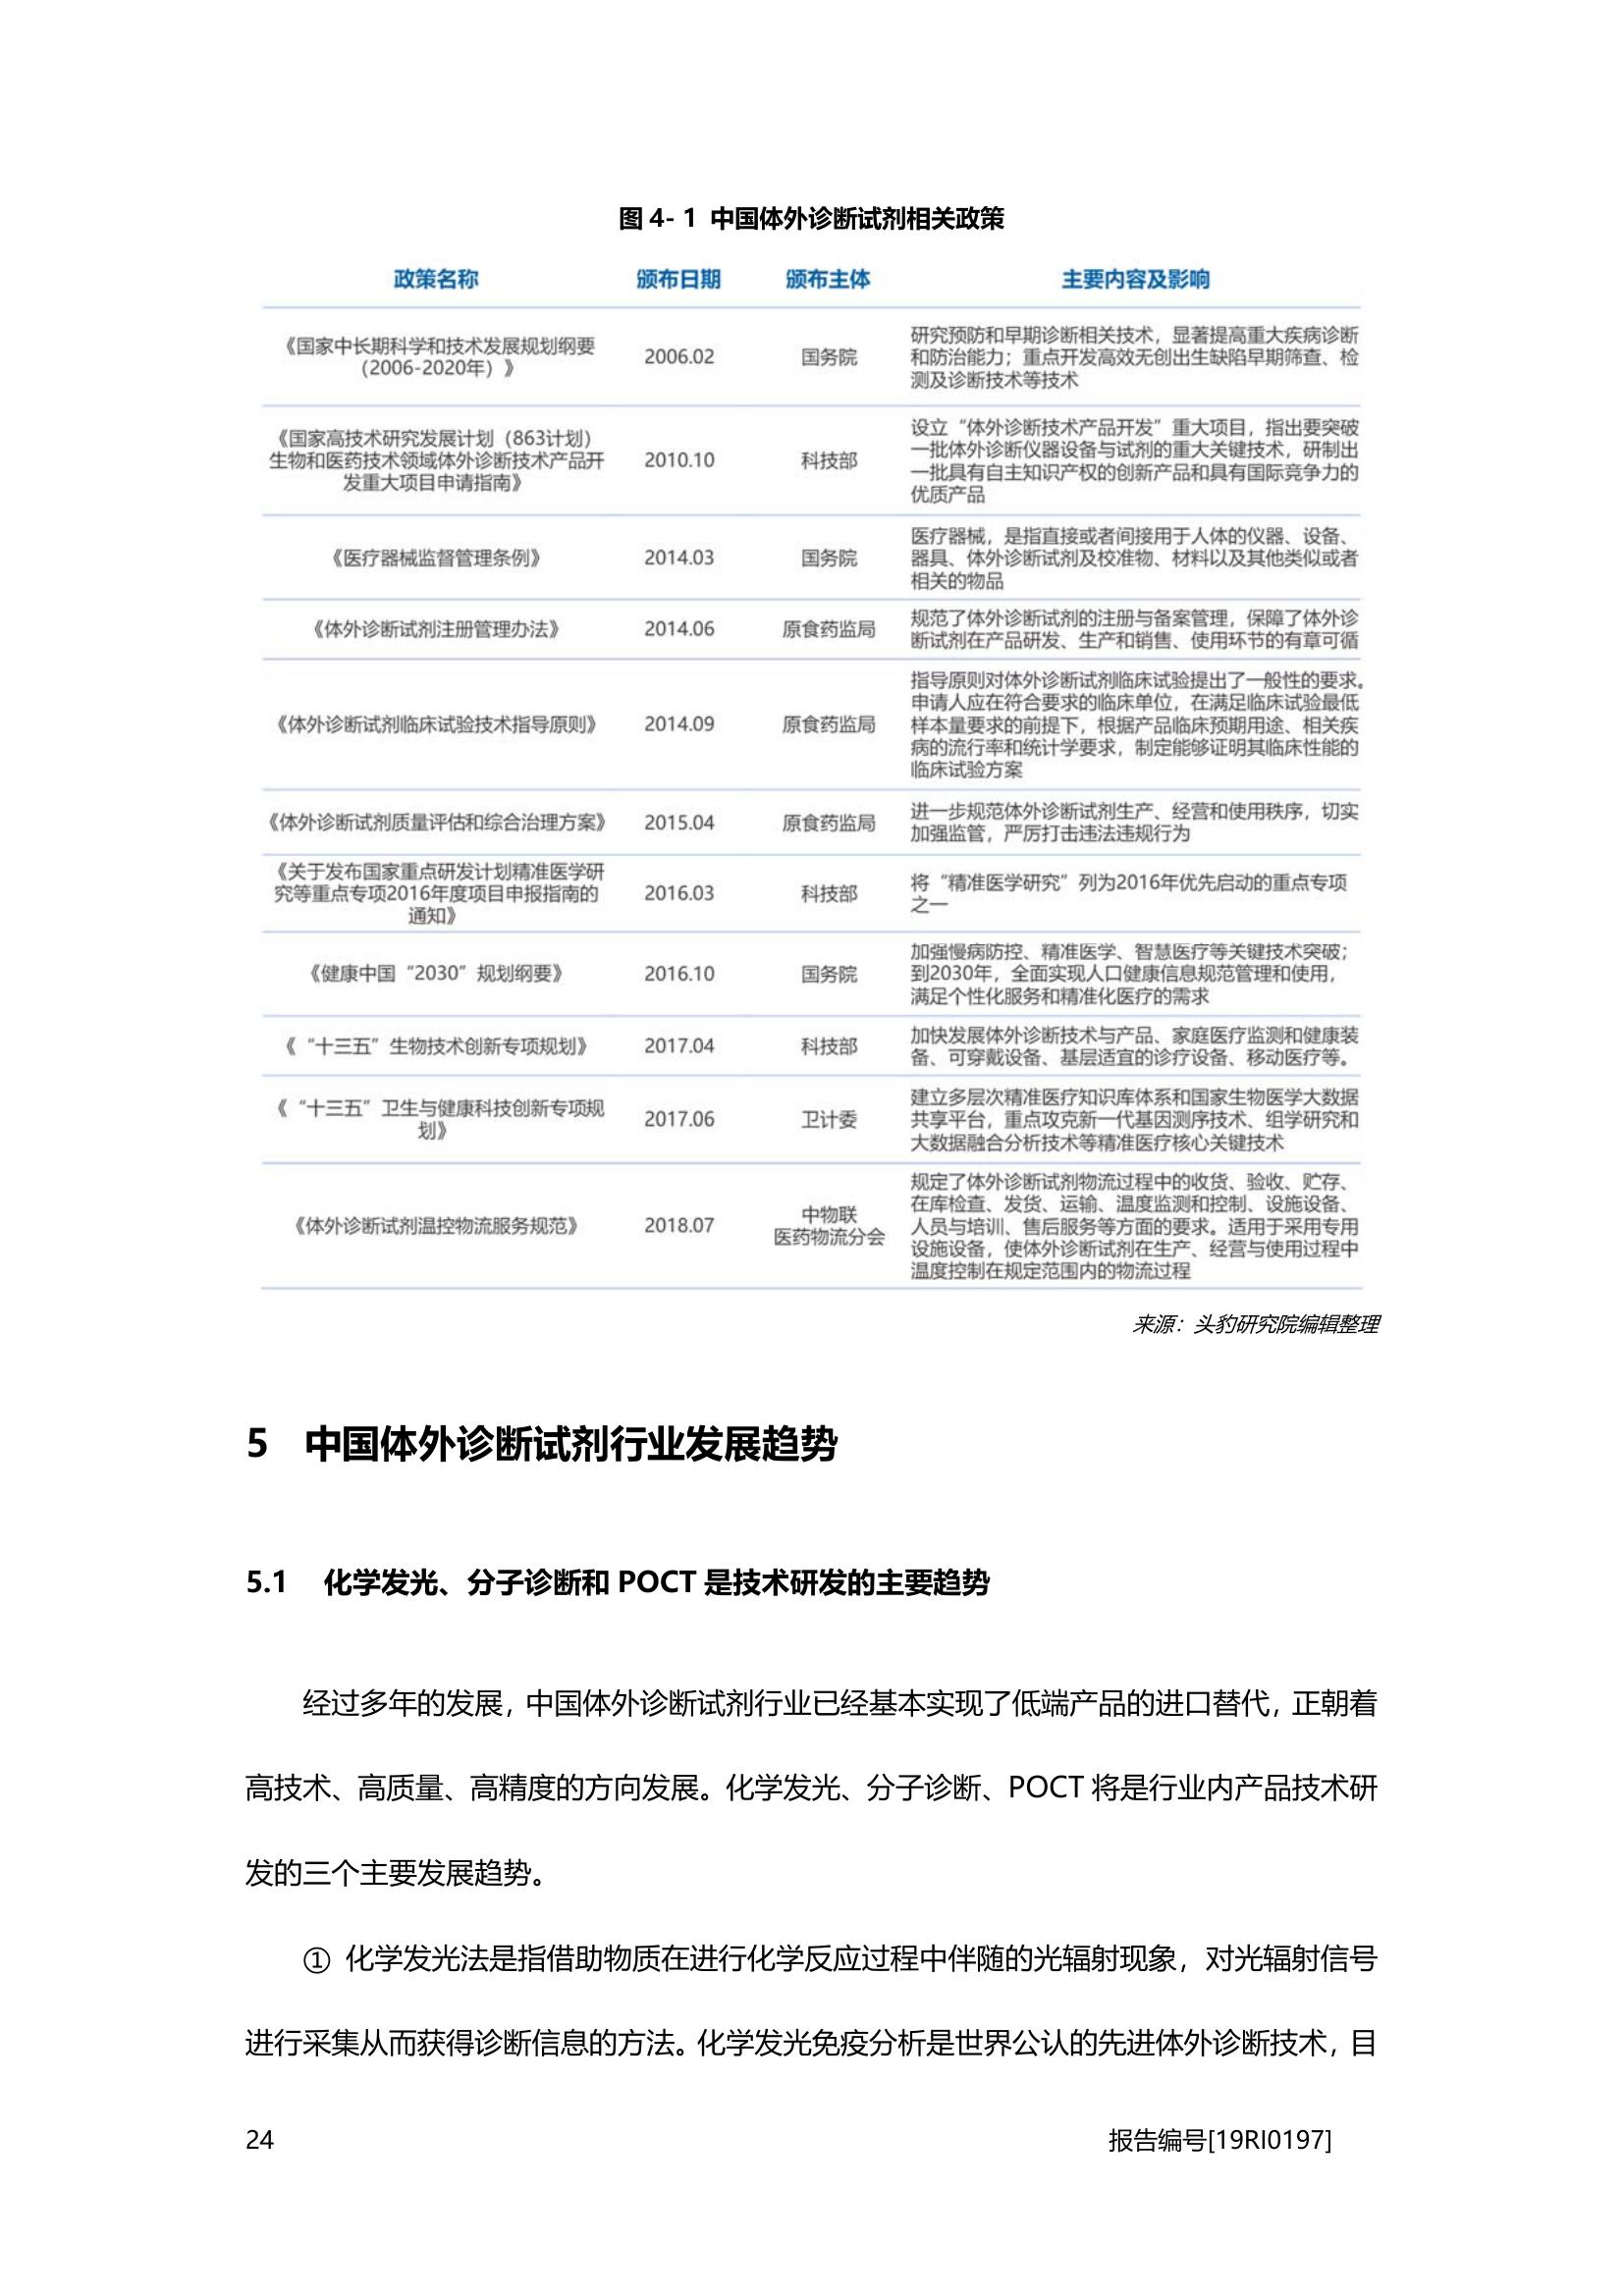 图 4- 1 中国体外诊断试剂相关政策
政策名称 颁布日期 颁布主体 主要内容及影响
《国家中长期科学和技术发展规划纲要
（2006-2020年）》
2006.02
国务院
研究预防和早期诊断相关技术，显著提高重大疾病诊断
和防治能力；重点开发高效无创出生缺陷早期筛查、检
测及诊断技术等技术
《国家高技术研究发展计划（863计划）
生物和医药技术领域体外诊断技术产品开
发重大项目申请指南》
2010.10
科技部
设立“体外诊断技术产品开发”重大项目，指出要突破
一批体外诊断仪器设备与试剂的重大关键技术，研制出
一批具有自主知识产权的创新产品和具有国际竞争力的
优质产品
《医疗器械监督管理条例》
2014.03
国务院
医疗器械，是指直接或者间接用于人体的仪器、设备、
器具、体外诊断试剂及校准物、材料以及其他类似或者
相关的物品
《体外诊断试剂注册管理办法》
2014.06
原食药监局
规范了体外诊断试剂的注册与备案管理，保障了体外诊
断试剂在产品研发、生产和销售、使用环节的有章可循
《体外诊断试剂临床试验技术指导原则》
2014.09
原食药监局
指导原则对体外诊断试剂临床试验提出了一般性的要求。
申请人应在符合要求的临床单位，在满足临床试验最低
样本量要求的前提下，根据产品临床预期用途、相关疾
病的流行率和统计学要求，制定能够证明其临床性能的
临床试验方案
《体外诊断试剂质量评估和综合治理方案》
2015.04
原食药监局
进一步规范体外诊断试剂生产、经营和使用秩序，切实
加强监管，严厉打击违法违规行为
《关于发布国家重点研发计划精准医学研
究等重点专项2016年度项目申报指南的
通知》
2016.03
科技部
将“精准医学研究”列为2016年优先启动的重点专项
之一
《健康中国“2030”规划纲要》
2016.10
国务院
加强慢病防控、精准医学、智慧医疗等关键技术突破；
到2030年，全面实现人口健康信息规范管理和使用，
满足个性化服务和精准化医疗的需求
《“十三五”生物技术创新专项规划》
2017.04
科技部
加快发展体外诊断技术与产品、家庭医疗监测和健康装
备、可穿戴设备、基层适宜的诊疗设备、移动医疗等。
《“十三五”卫生与健康科技创新专项规
划》
2017.06
卫计委
建立多层次精准医疗知识库体系和国家生物医学大数据
共享平台，重点攻克新一代基因测序技术、组学研究和
大数据融合分析技术等精准医疗核心关键技术
《体外诊断试剂温控物流服务规范》
2018.07
中物联
医药物流分会
规定了体外诊断试剂物流过程中的收货、验收、贮存、
在库检查、发货、运输、温度监测和控制、设施设备、
人员与培训、售后服务等方面的要求。适用于采用专用
设施设备，使体外诊断试剂在生产、经营与使用过程中
温度控制在规定范围内的物流过程
来源：头豹研究院编辑整理
5 中国体外诊断试剂行业发展趋势
5.1 化学发光、分子诊断和 POCT 是技术研发的主要趋势
经过多年的发展，中国体外诊断试剂行业已经基本实现了低端产品的进口替代，正朝着
高技术、高质量、高精度的方向发展。化学发光、分子诊断、POCT 将是行业内产品技术研
发的三个主要发展趋势。
① 化学发光法是指借助物质在进行化学反应过程中伴随的光辐射现象，对光辐射信号
进行采集从而获得诊断信息的方法。化学发光免疫分析是世界公认的先进体外诊断技术，目
24 报告编号[19RI0197]